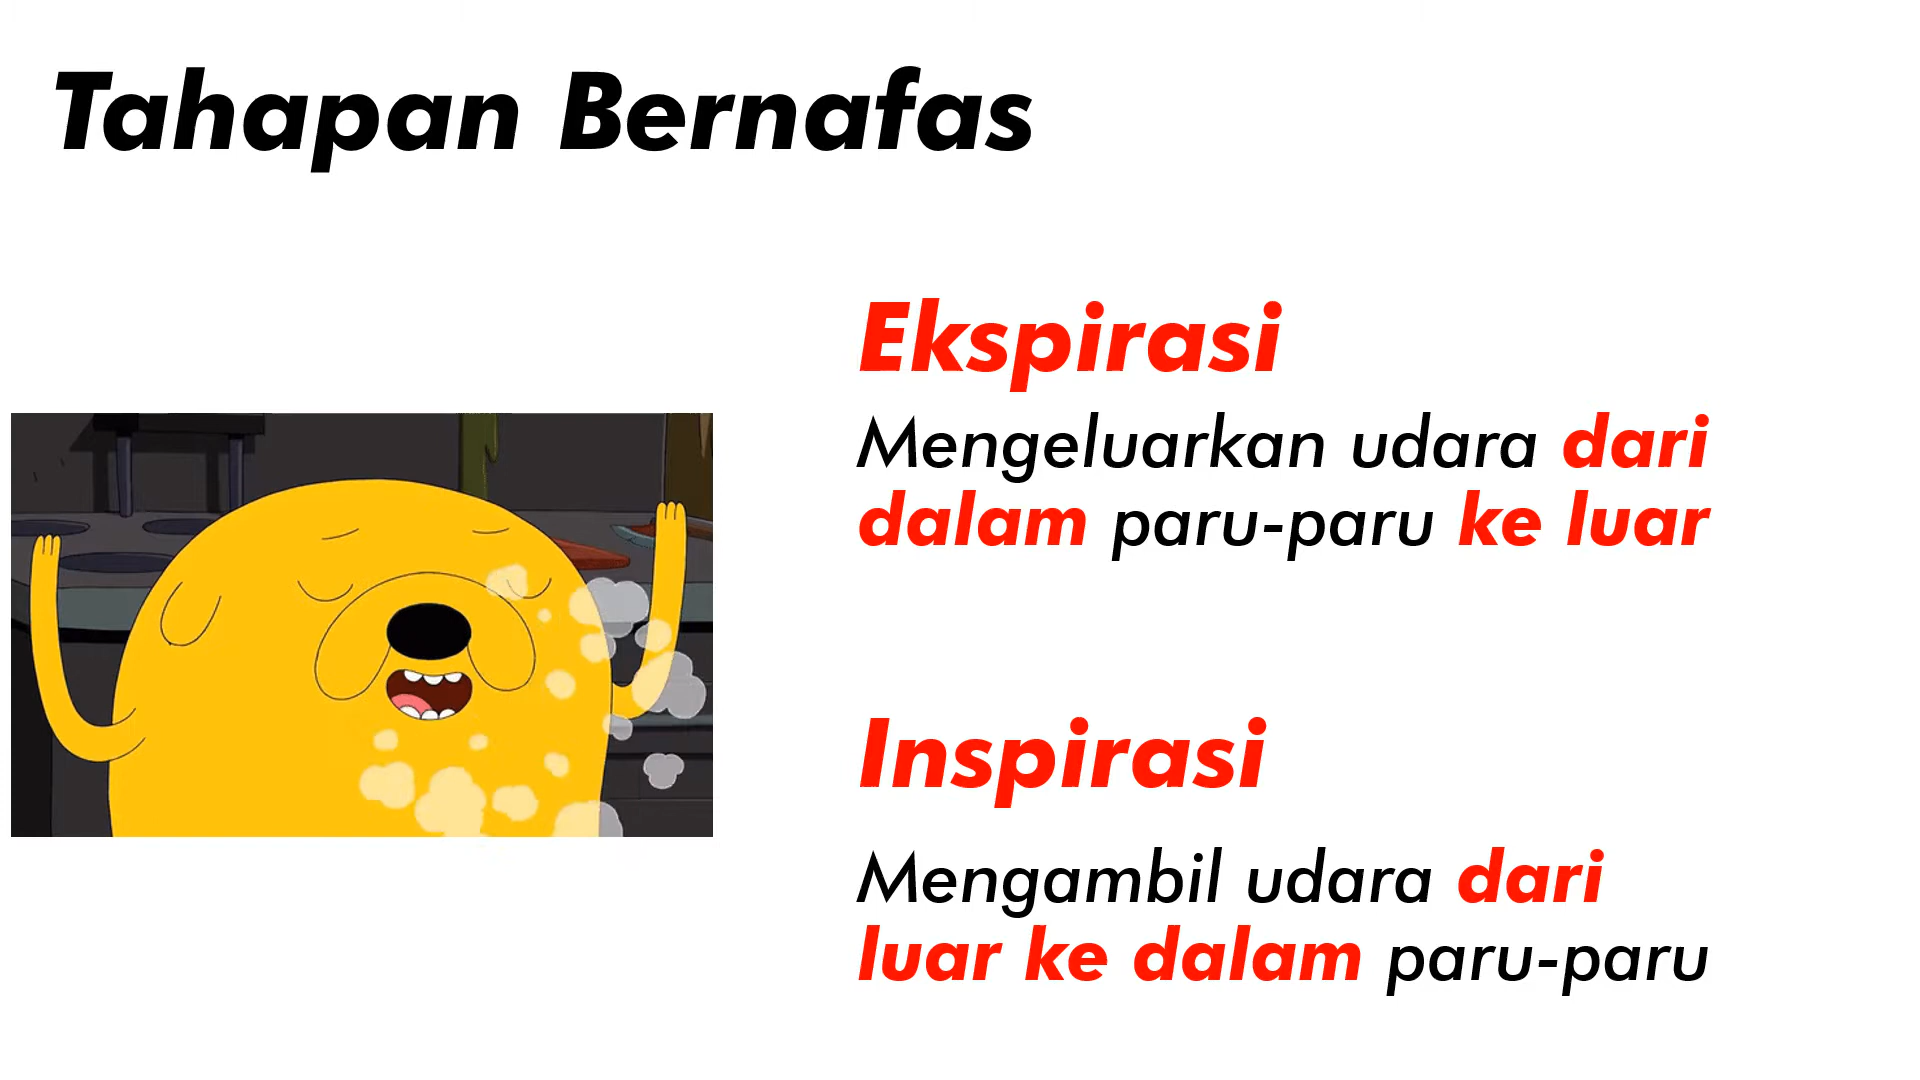 Tahapan Bernafas
Ekspirasi
Mengeluarkan udara dari
dalam paru-paru ke luar
Inspirasi
Mengambil udara dari
luar ke dalam paru-paru